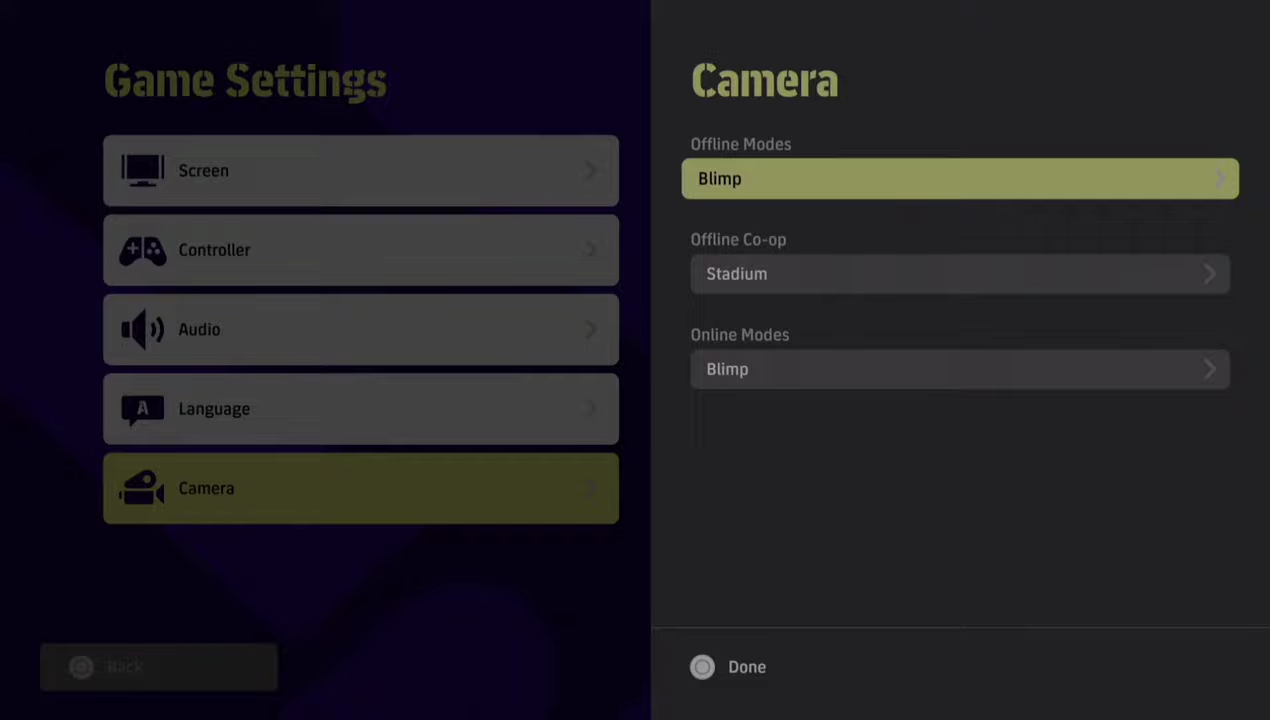 Game Settings
Screen
Controller
Audio
A
Language
Camera
Back
Camera
Offline Modes
Blimp
Offline Co-op
Stadium
Online Modes
Blimp
Done